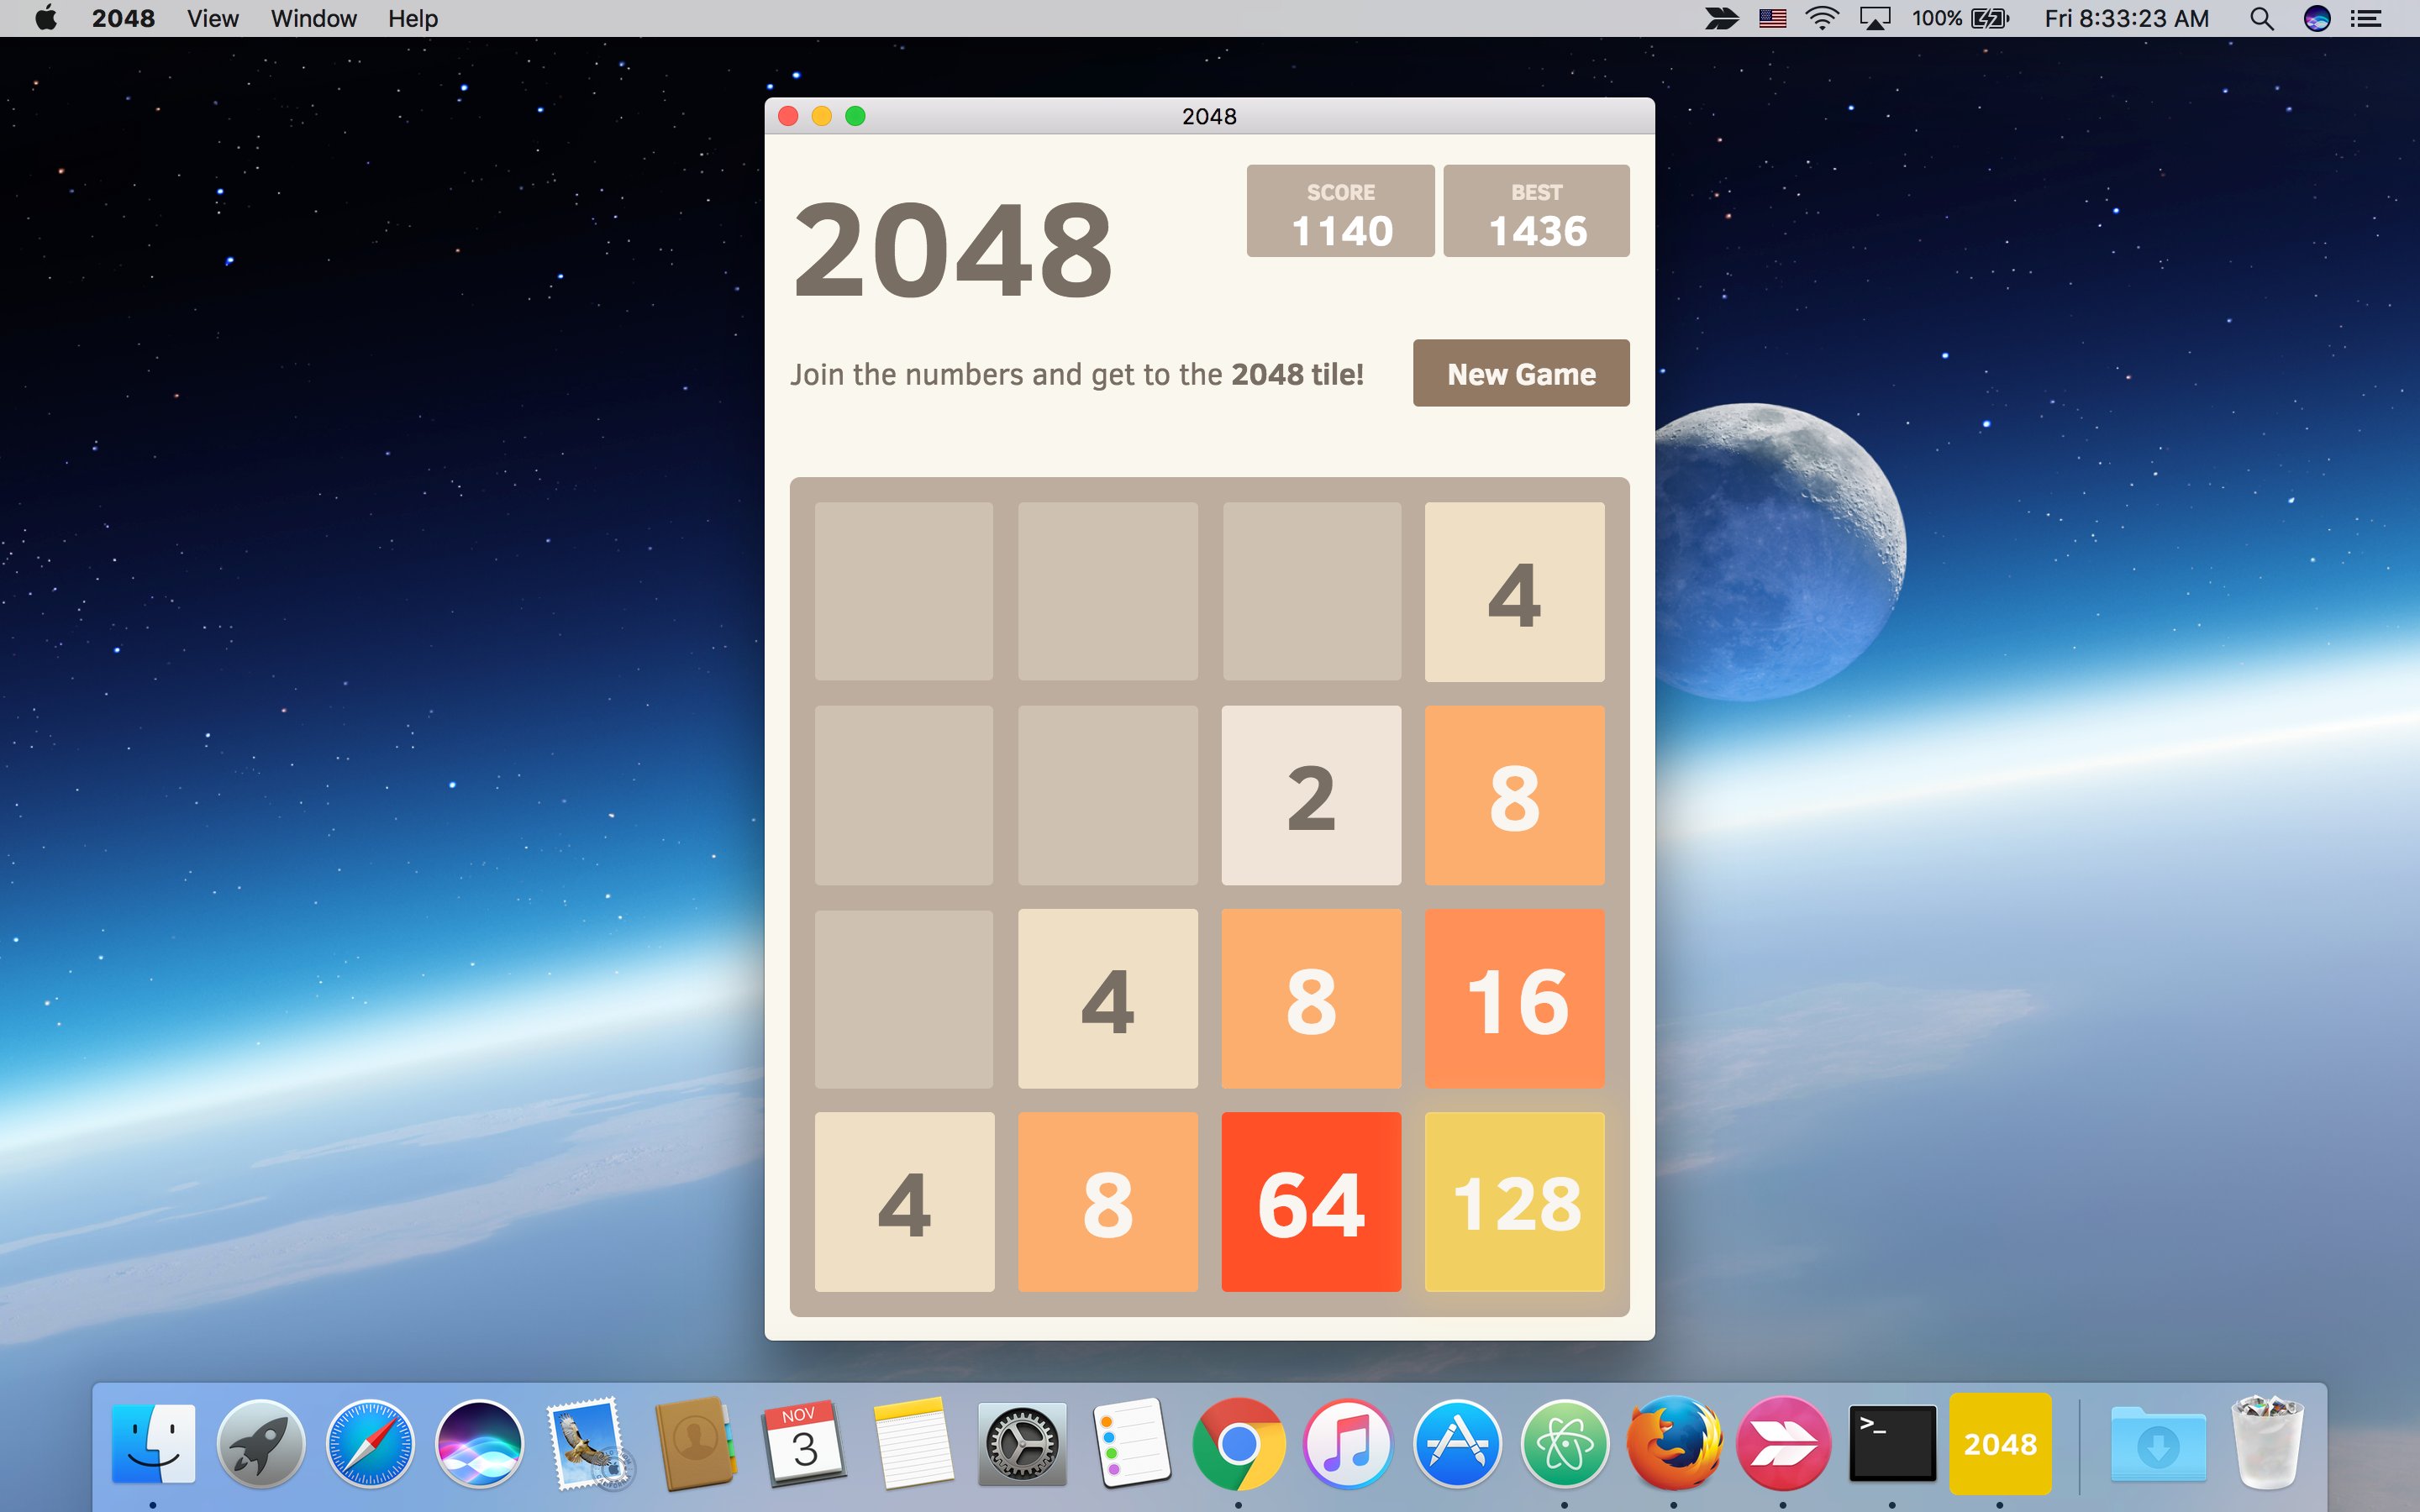 2048 View Window Help 100% Fri 8:33:23 AM
2048
SCORE BEST
2048 1140 1436
Join the numbers and get to the 2048 tile! New Game
4
2 8
4 8 16
4 8 64 128
NOV
3
>_
2048